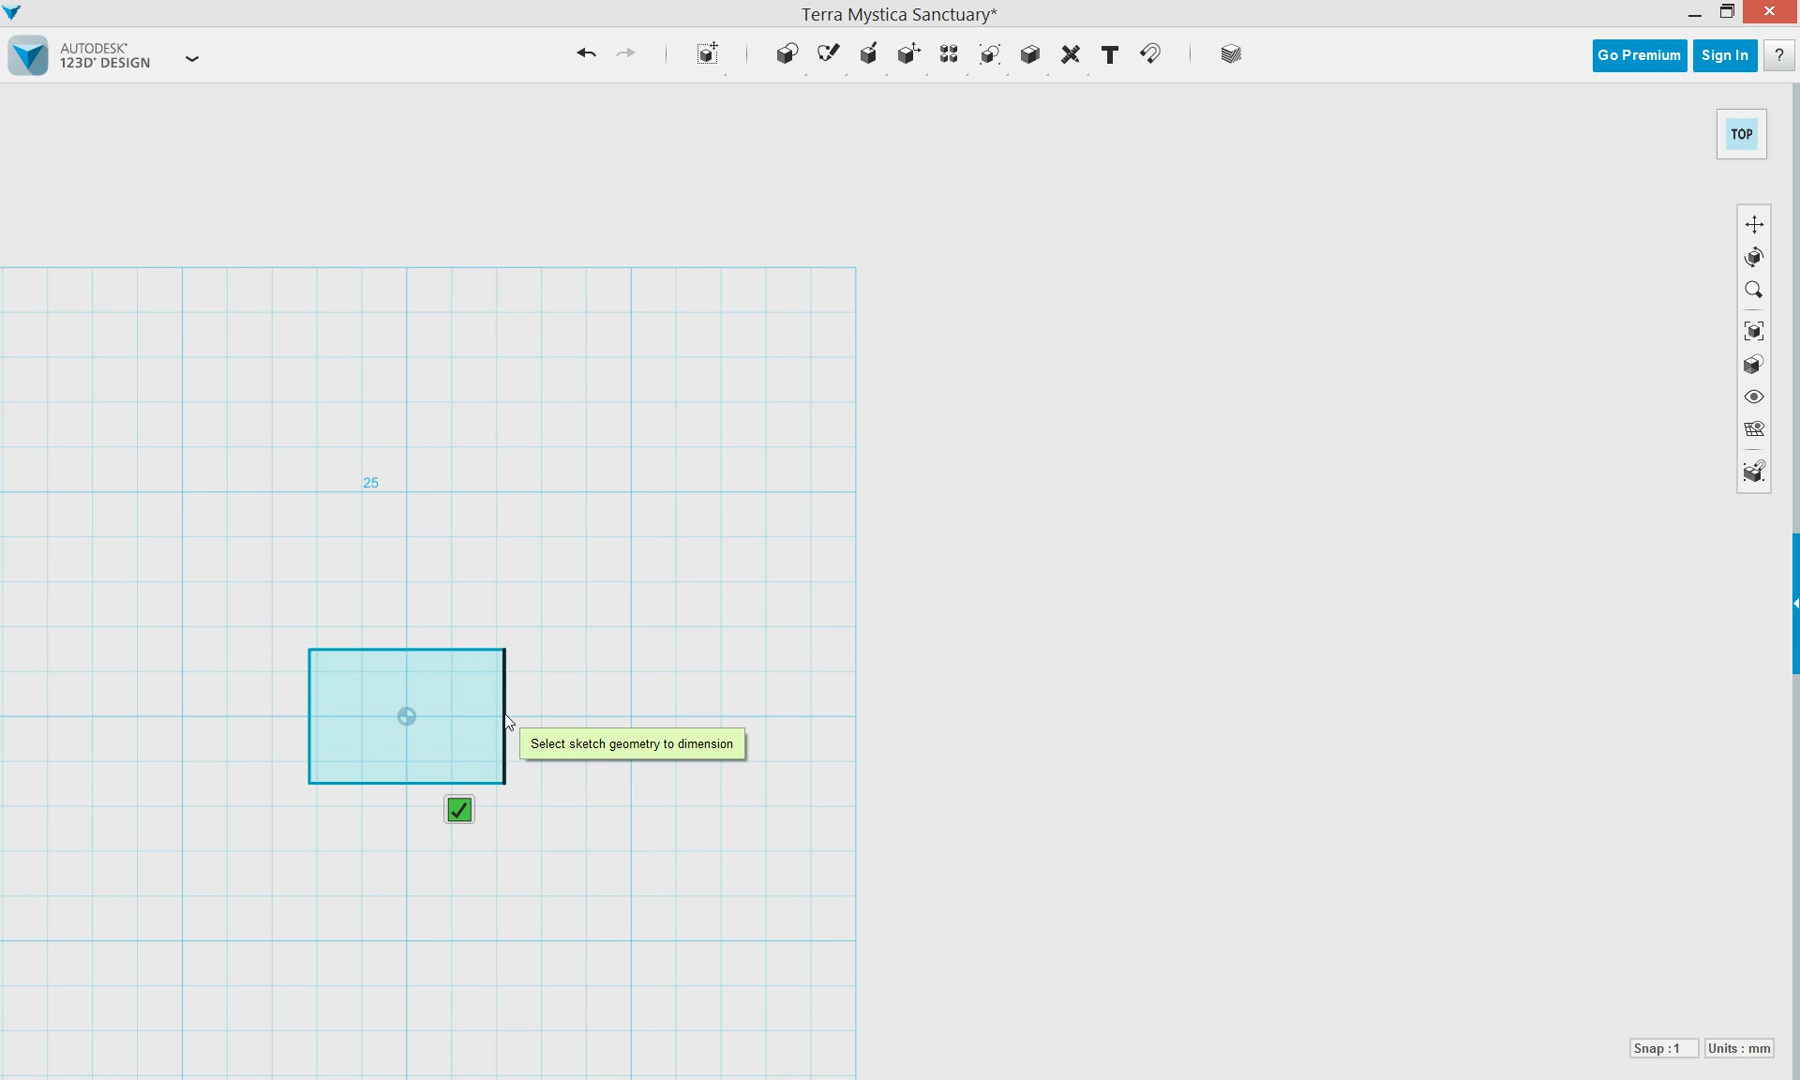 Terra Mystica Sanctuary*
AUTODESK®
123D® DESIGN
Go Premium
Sign In
?
TOP
25
Select sketch geometry to dimension
Snap : 1
Units : mm